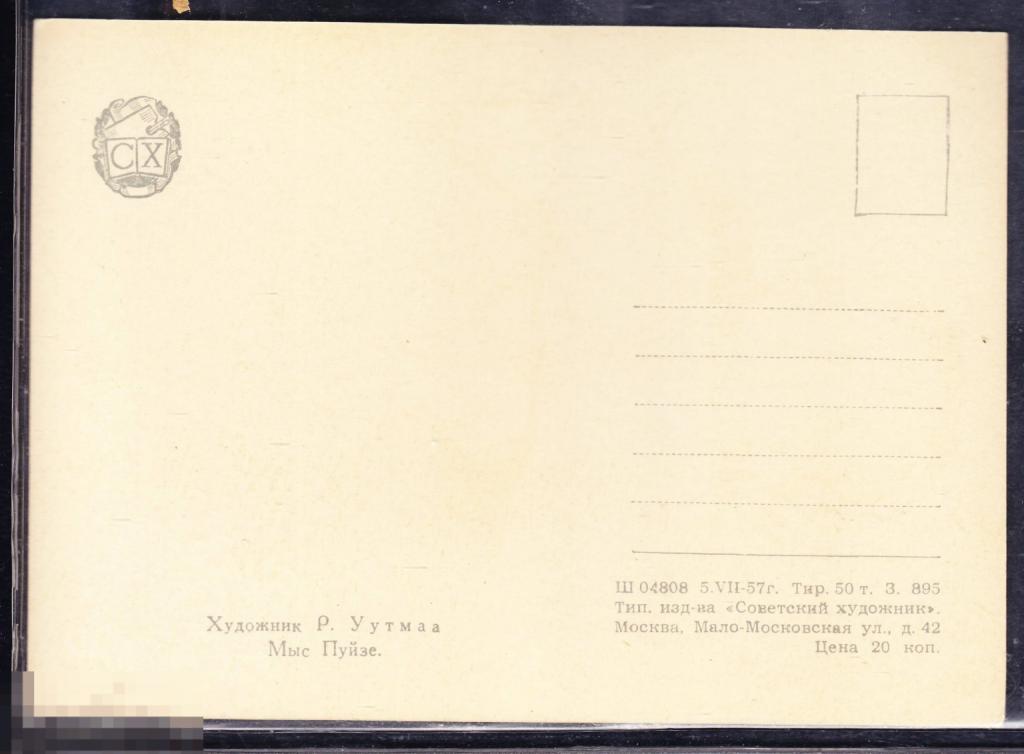 СХ
Художник Р. Уутмаа
Мыс Пуйзе.
Ш 04808 5.VII-57г. Тир. 50 т. З. 895
Тип. изд-ва «Советский художник».
Москва, Мало-Московская ул., д. 42
Цена 20 коп.